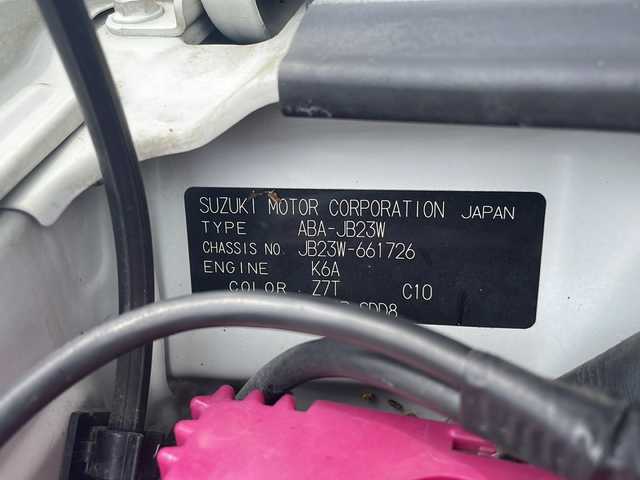 SUZUKI MOTOR CORPORATION JAPAN
TYPE ABA-JB23W
CHASSIS NO. JB23W-661726
ENGINE K6A
COLOR Z7T C10